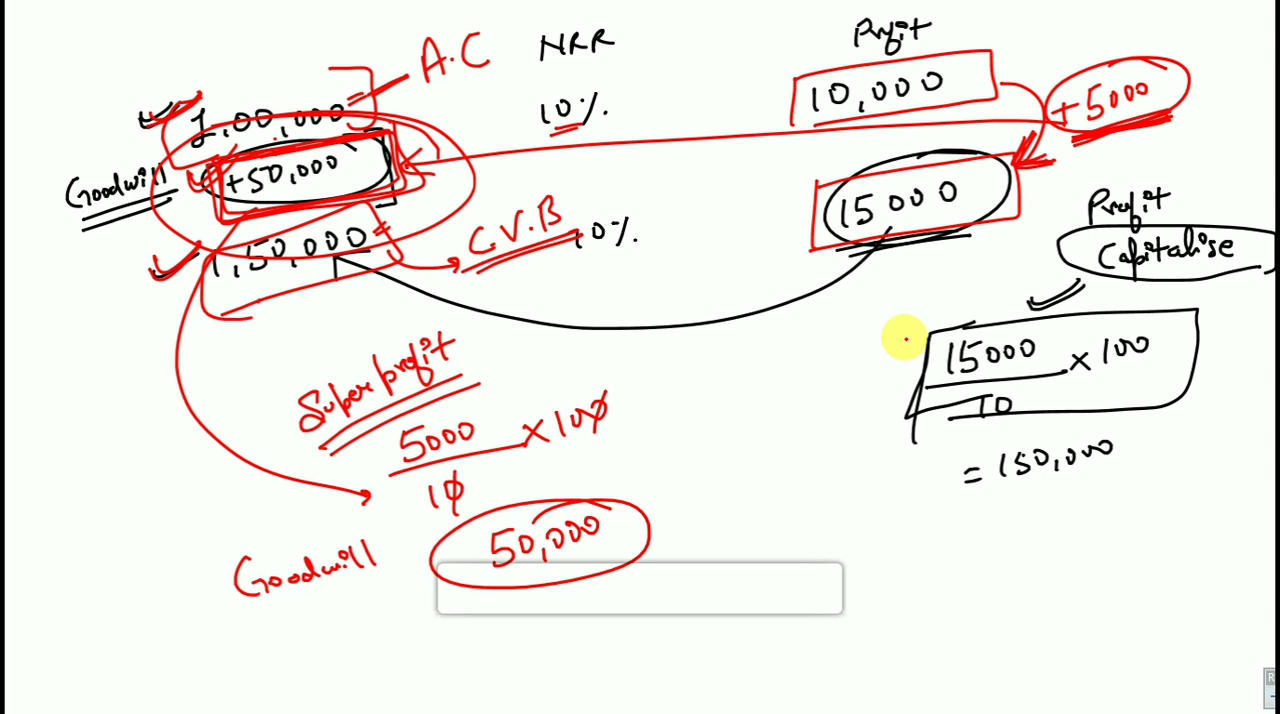 A.C NRR Profit
1,00,000 = 10% 10,000 +5000
Goodwill +50,000 15000
1,50,000 = C.V.B 10% Profit
Capitalise
Super profit 15000 × 100
10
5000 × 100
10 = 150,000
Goodwill 50,000
R